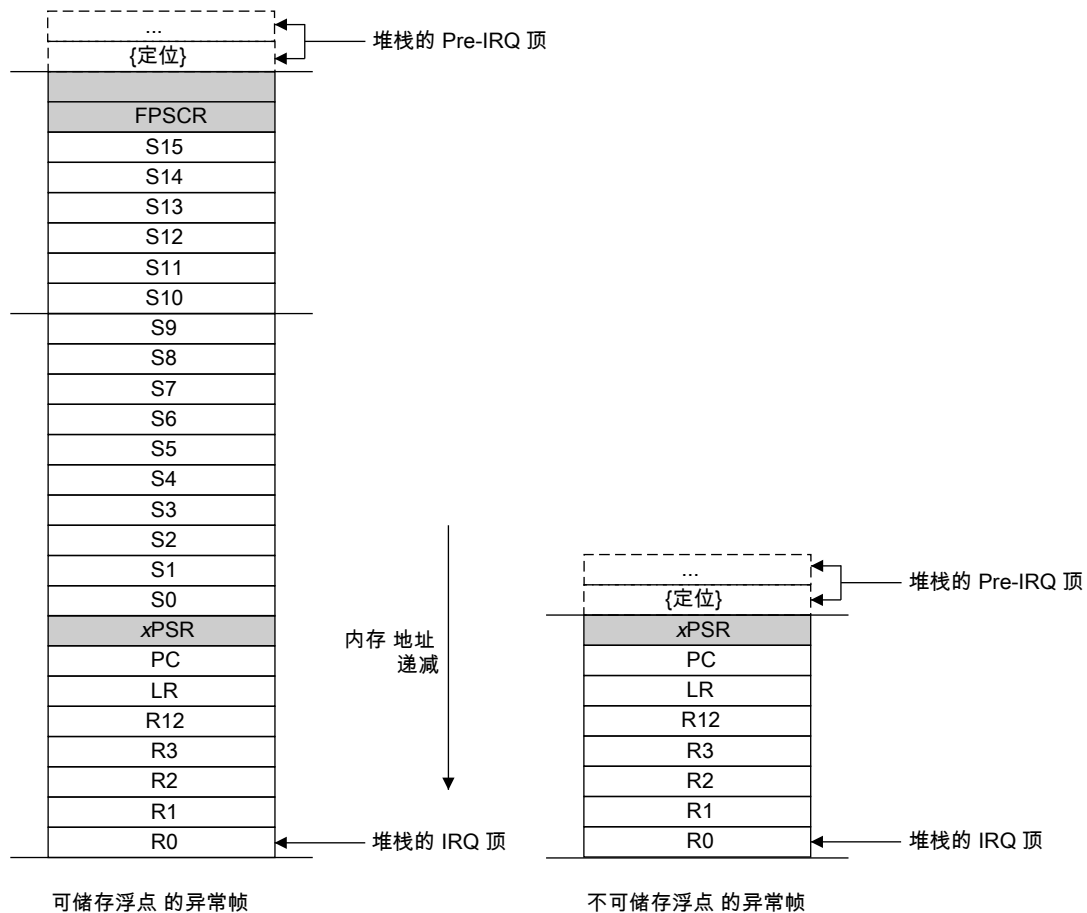 ...
{定位}
堆栈的 Pre-IRQ 顶
FPSCR
S15
S14
S13
S12
S11
S10
S9
S8
S7
S6
S5
S4
S3
S2
S1
S0
xPSR
PC
LR
R12
R3
R2
R1
R0
堆栈的 IRQ 顶
可储存浮点 的异常帧
内存 地址
递减
...
{定位}
堆栈的 Pre-IRQ 顶
xPSR
PC
LR
R12
R3
R2
R1
R0
堆栈的 IRQ 顶
不可储存浮点 的异常帧